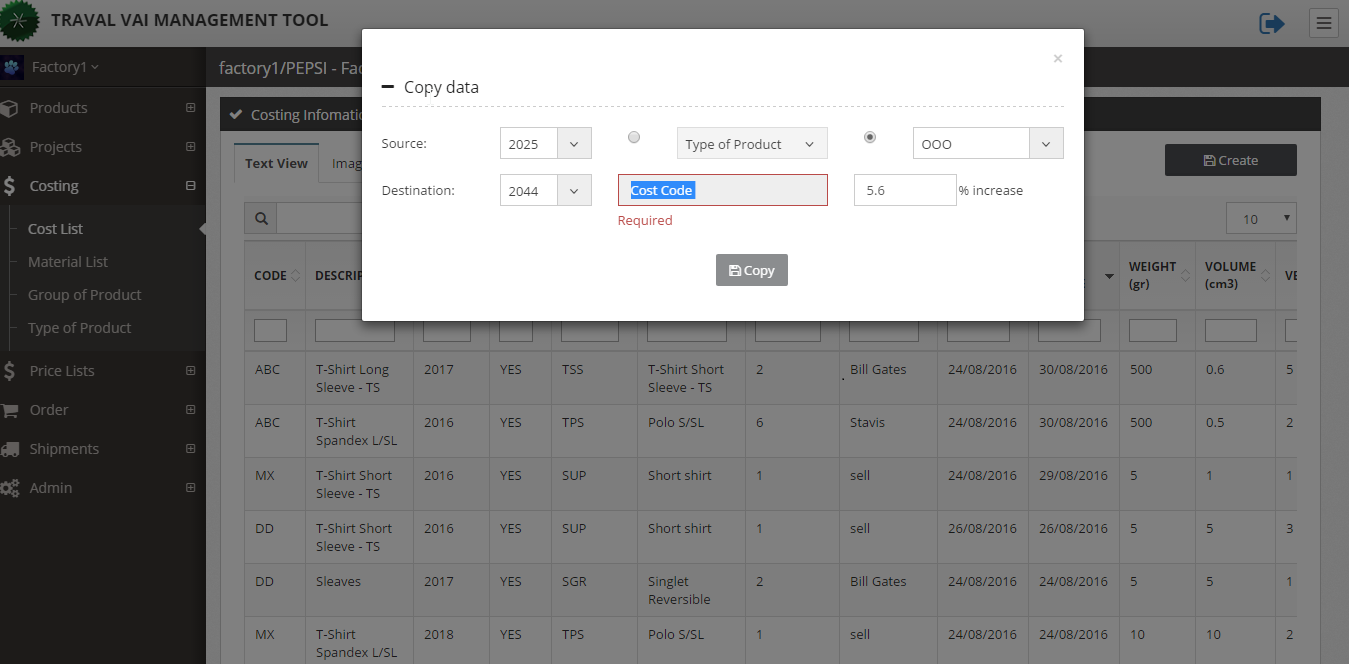 TRAVAL VAI MANAGEMENT TOOL
Factory1
Products
Projects
Costing
Cost List
Material List
Group of Product
Type of Product
Price Lists
Order
Shipments
Admin
factory1/PEPSI - Fac
Costing Infomatio
Text View
Imag
Create
10
×
Copy data
Source:
2025
Type of Product
OOO
Destination:
2044
Cost Code
5.6
% increase
Required
Copy
CODE DESCRIP WEIGHT (gr) VOLUME (cm3) VE
ABC T-Shirt Long Sleeve - TS 2017 YES TSS T-Shirt Short Sleeve - TS 2 Bill Gates 24/08/2016 30/08/2016 500 0.6 5
ABC T-Shirt Spandex L/SL 2016 YES TPS Polo S/SL 6 Stavis 24/08/2016 30/08/2016 500 0.5 2
MX T-Shirt Short Sleeve - TS 2016 YES SUP Short shirt 1 sell 24/08/2016 29/08/2016 5 1 1
DD T-Shirt Short Sleeve - TS 2016 YES SUP Short shirt 1 sell 26/08/2016 26/08/2016 5 5 3
DD Sleaves 2017 YES SGR Singlet Reversible 2 Bill Gates 24/08/2016 24/08/2016 5 5 1
MX T-Shirt Spandex L/SL 2018 YES TPS Polo S/SL 1 sell 24/08/2016 24/08/2016 10 10 2